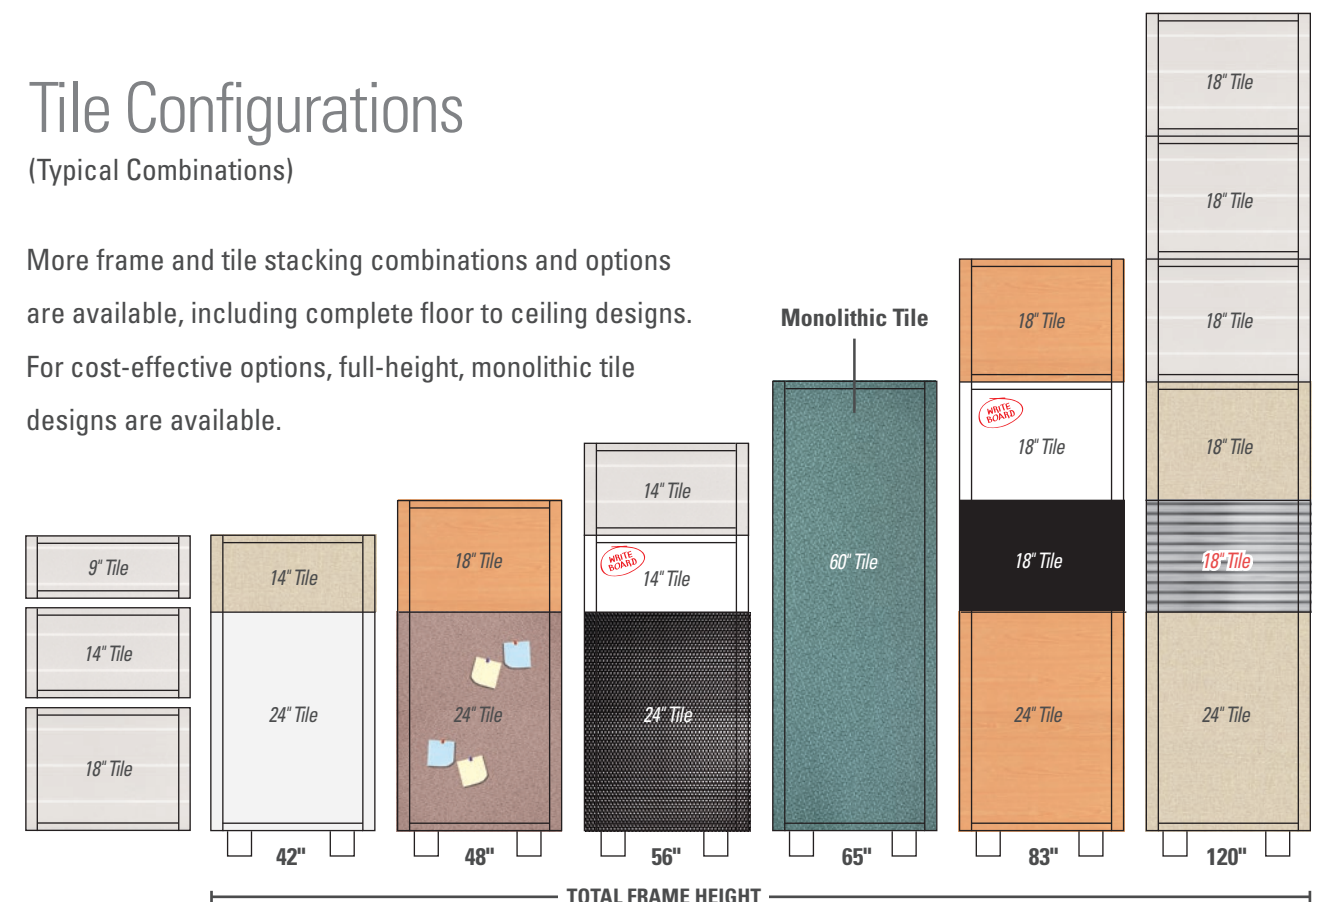 Tile Configurations
(Typical Combinations)
More frame and tile stacking combinations and options
are available, including complete floor to ceiling designs.
For cost-effective options, full-height, monolithic tile
designs are available.
9" Tile
14" Tile
18" Tile
14" Tile
24" Tile
42"
18" Tile
24" Tile
48"
14" Tile
WRITE
BOARD
14" Tile
24" Tile
56"
Monolithic Tile
60" Tile
65"
18" Tile
WRITE
BOARD
18" Tile
18" Tile
24" Tile
83"
18" Tile
18" Tile
18" Tile
18" Tile
18" Tile
24" Tile
120"
TOTAL FRAME HEIGHT